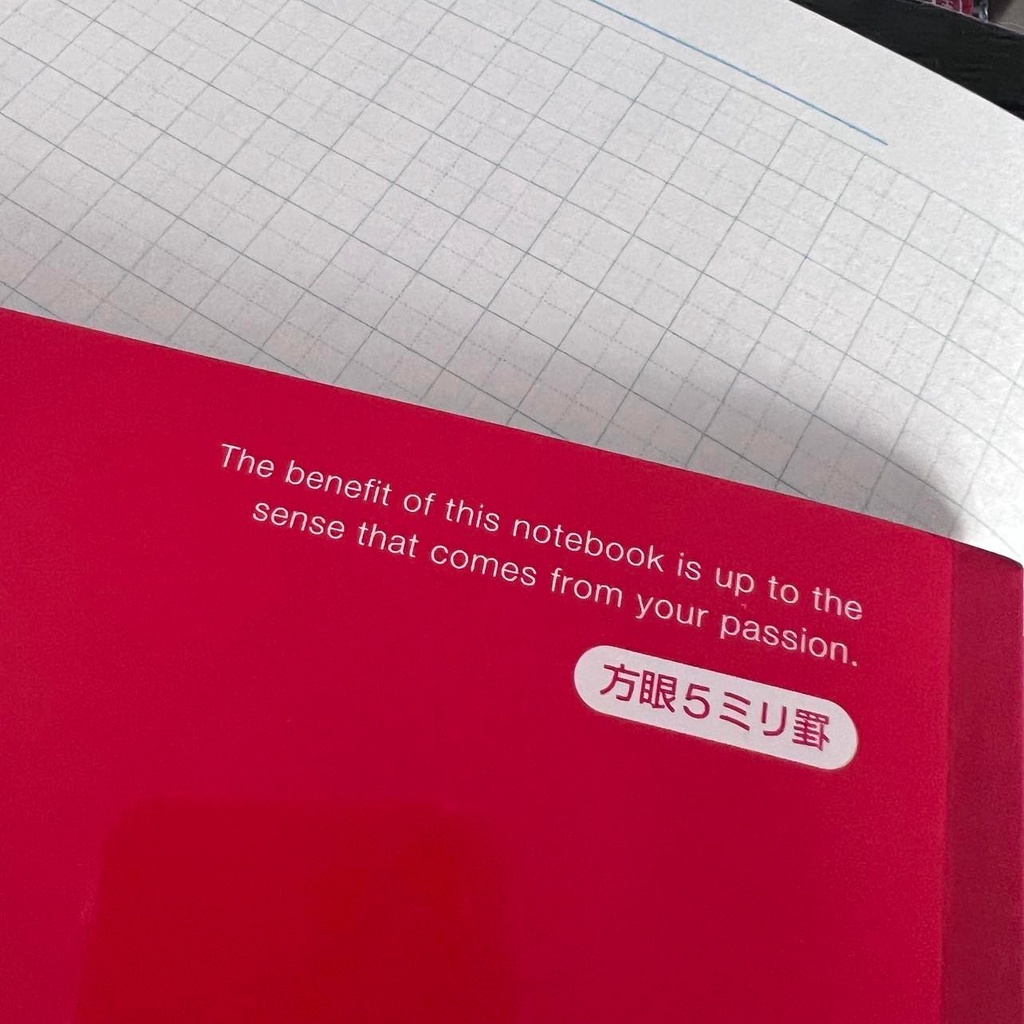 The benefit of this notebook is up to the
sense that comes from your passion.
方眼5ミリ罫